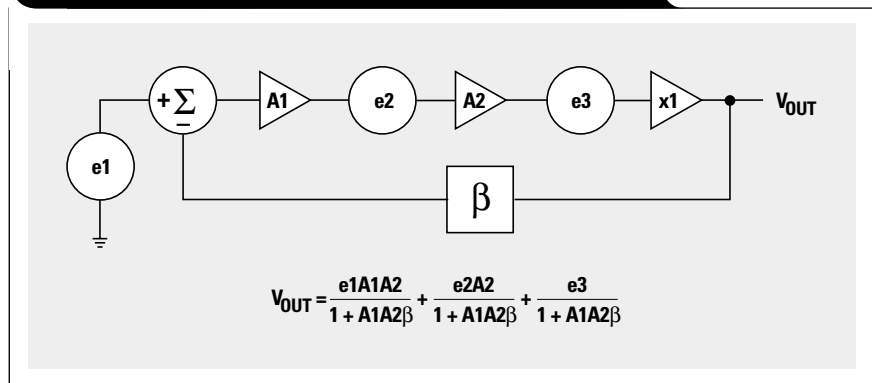 + Σ
−
A1
e2
A2
e3
x1
VOUT
e1
β
VOUT = e1A1A2 / 1 + A1A2β + e2A2 / 1 + A1A2β + e3 / 1 + A1A2β